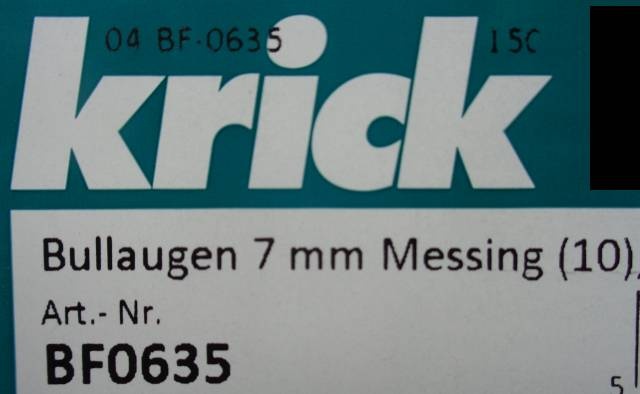 04 BF-0635 15C
krick
Bullaugen 7 mm Messing (10),
Art.- Nr.
BF0635
5